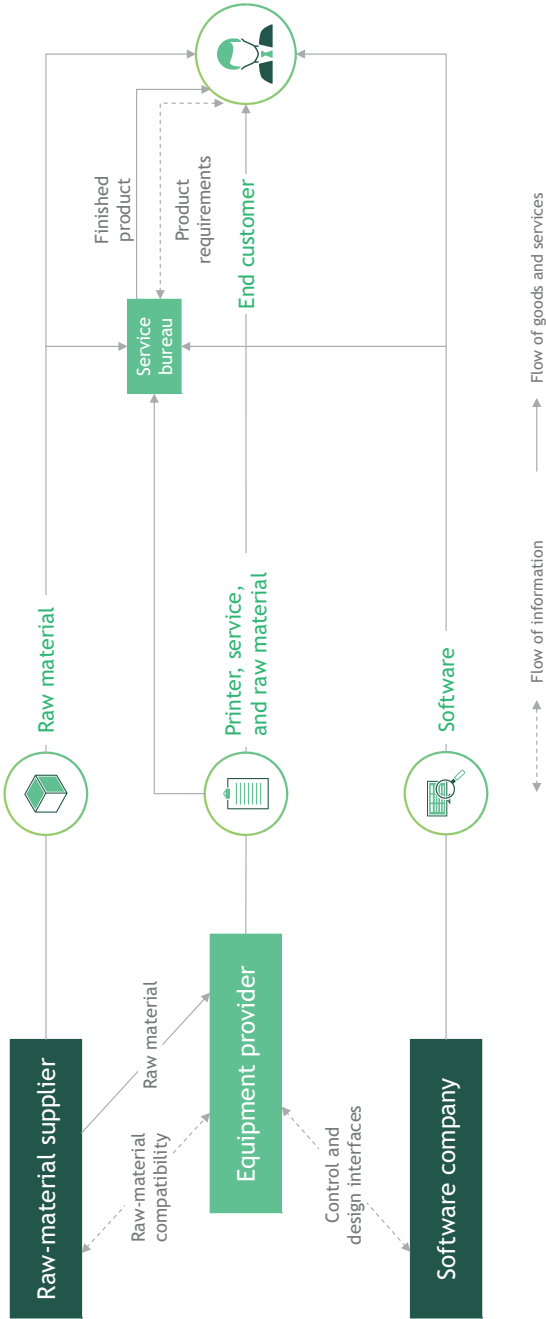 Raw-material supplier
Raw-material
compatibility
Raw material
Equipment provider
Control and
design interfaces
Software company
Raw material
Printer, service,
and raw material
Software
Service
bureau
Finished
product
Product
requirements
End customer
Flow of information
Flow of goods and services